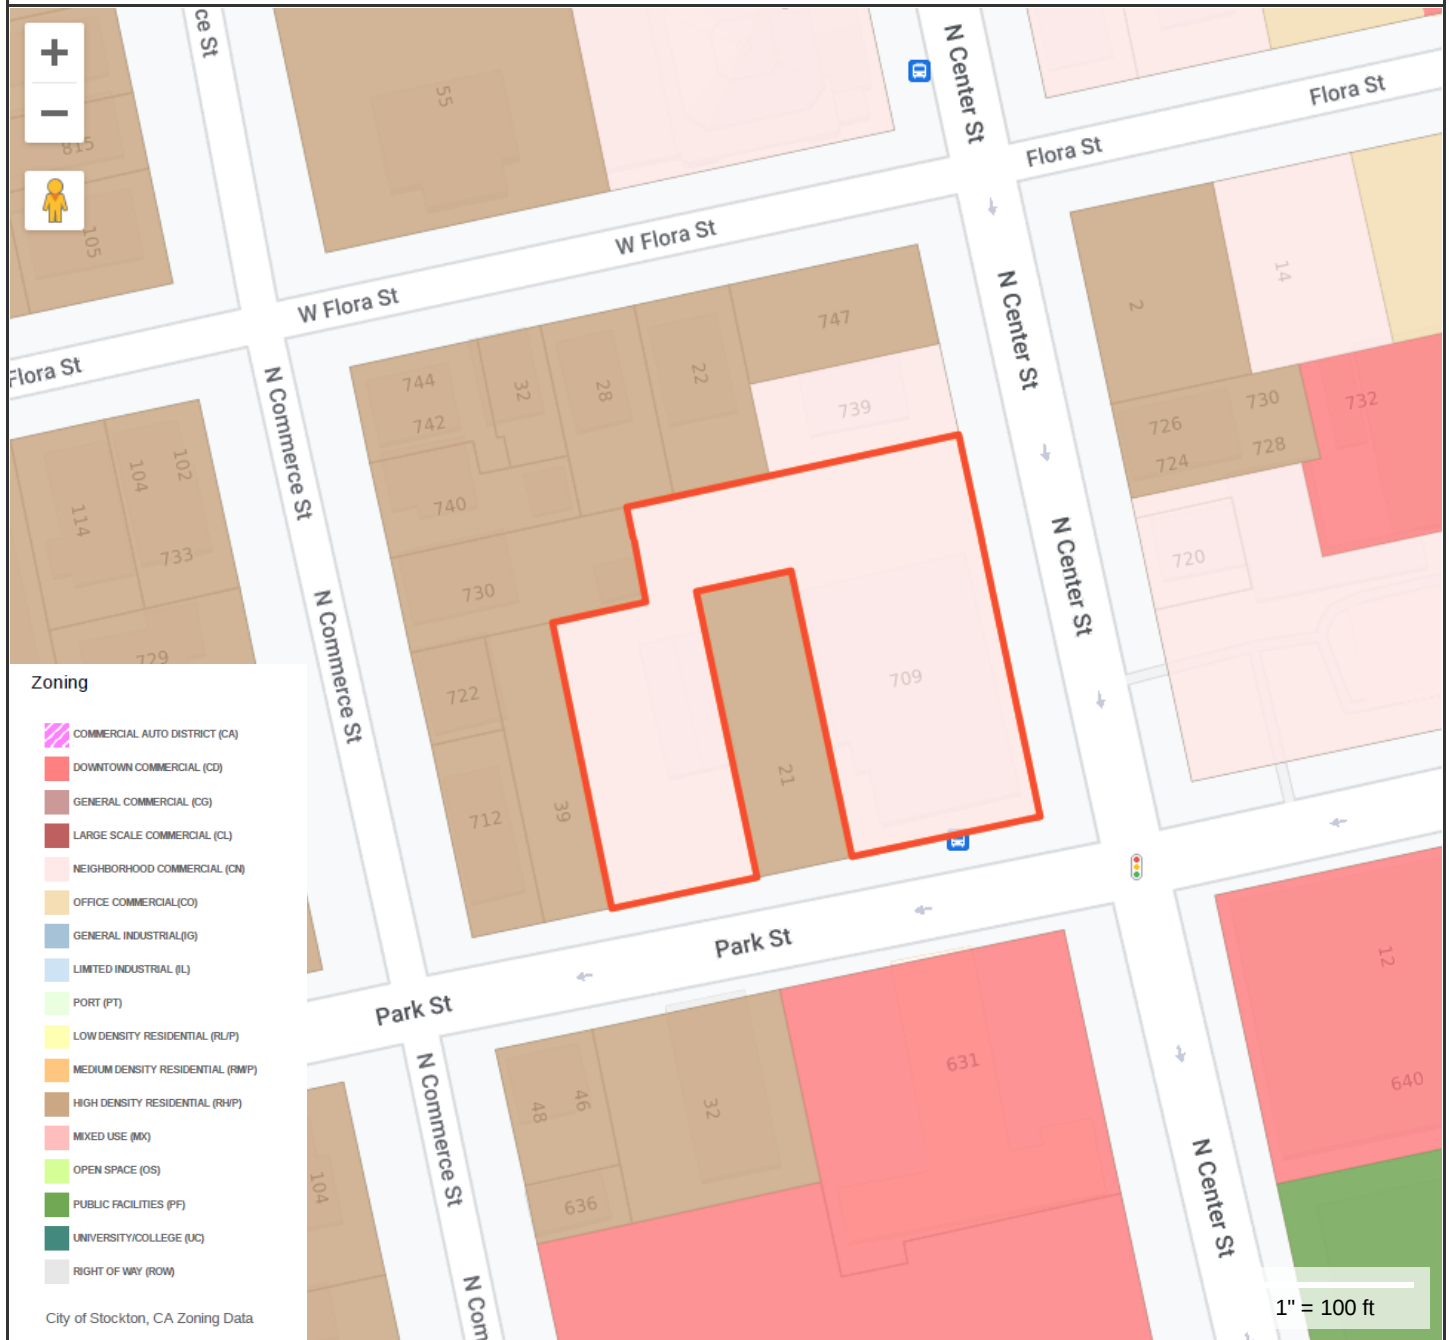 ce St
N Center St
Flora St
55
815
105
Flora St
W Flora St
W Flora St
Flora St
N Center St
14
2
747
744
742
32
28
22
739
730
732
726
728
724
N Commerce St
102
104
114
733
740
730
720
N Center St
N Commerce St
729
722
709
21
712
39
Zoning
COMMERCIAL AUTO DISTRICT (CA)
DOWNTOWN COMMERCIAL (CD)
GENERAL COMMERCIAL (CG)
LARGE SCALE COMMERCIAL (CL)
NEIGHBORHOOD COMMERCIAL (CN)
OFFICE COMMERCIAL(CO)
GENERAL INDUSTRIAL(IG)
LIMITED INDUSTRIAL (IL)
PORT (PT)
LOW DENSITY RESIDENTIAL (RL/P)
MEDIUM DENSITY RESIDENTIAL (RM/P)
HIGH DENSITY RESIDENTIAL (RH/P)
MIXED USE (MX)
OPEN SPACE (OS)
PUBLIC FACILITIES (PF)
UNIVERSITY/COLLEGE (UC)
RIGHT OF WAY (ROW)
City of Stockton, CA Zoning Data
Park St
Park St
12
631
640
N Commerce St
48
46
32
636
104
N Center St
N Com
1" = 100 ft